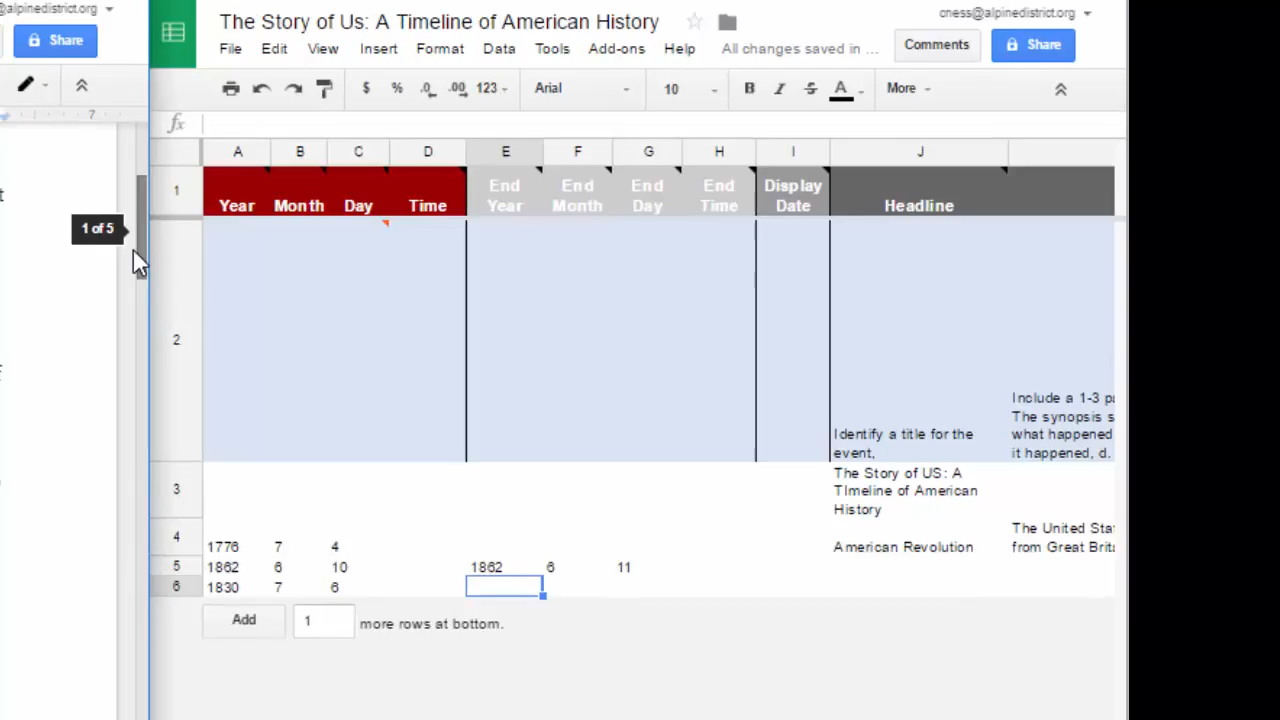 @alpinedistrict.org
Share
7
t
1 of 5
The Story of Us: A Timeline of American History
cness@alpinedistrict.org
File Edit View Insert Format Data Tools Add-ons Help All changes saved in ...
Comments Share
$ % .0 .00 123 Arial 10 B I S A More
fx
A B C D E F G H I J
1 Year Month Day Time End Year End Month End Day End Time Display Date Headline
2
Identify a title for the
event,
Include a 1-3 p
The synopsis s
what happened
it happened, d.
3
The Story of US: A
TImeline of American
History
4 1776 7 4 American Revolution
The United Sta
from Great Brit
5 1862 6 10 1862 6 11
6 1830 7 6
Add 1 more rows at bottom.